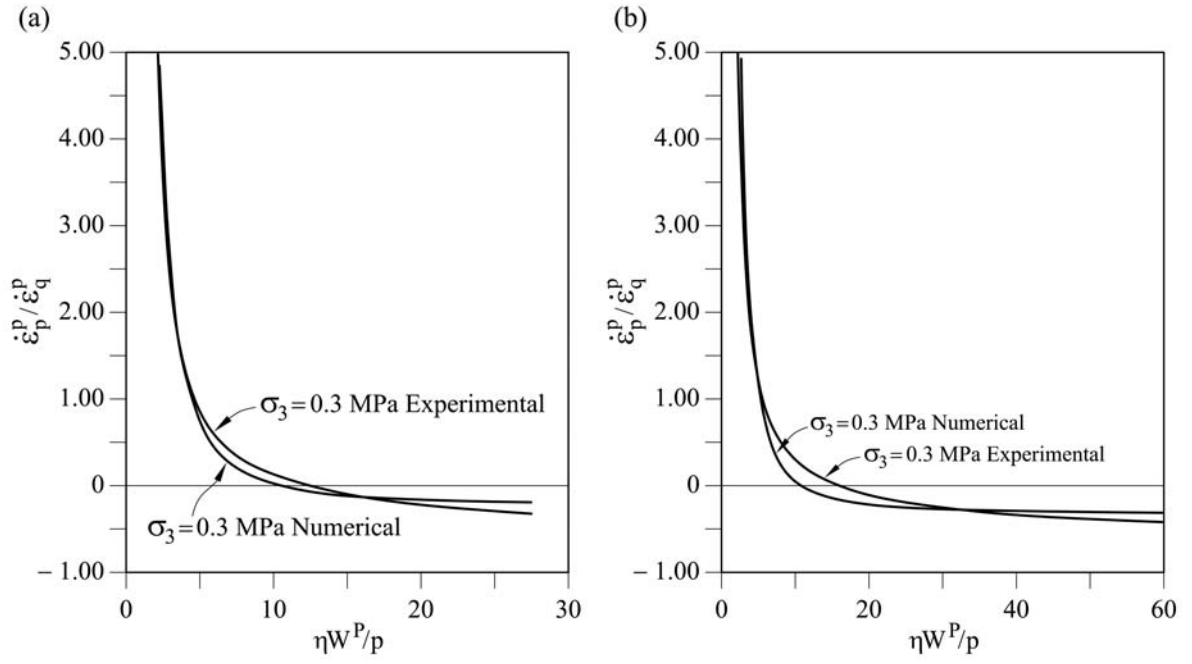 (a)
5.00
4.00
3.00
2.00
1.00
0
– 1.00
ε̇ᵖₚ / ε̇ᵖ_q
σ₃ = 0.3 MPa Experimental
σ₃ = 0.3 MPa Numerical
0 10 20 30
ηWᴾ/p
(b)
5.00
4.00
3.00
2.00
1.00
0
– 1.00
ε̇ᵖₚ / ε̇ᵖ_q
σ₃ = 0.3 MPa Numerical
σ₃ = 0.3 MPa Experimental
0 20 40 60
ηWᴾ/p